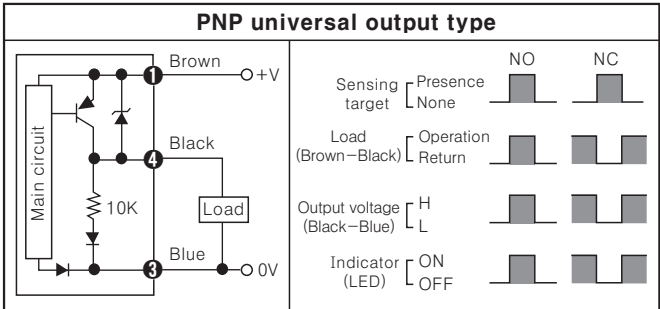 PNP universal output type
Main circuit
10K
1
Brown
+V
4
Black
Load
3
Blue
0V
NO
NC
Sensing target
Presence
None
Load
(Brown−Black)
Operation
Return
Output voltage
(Black−Blue)
H
L
Indicator
(LED)
ON
OFF